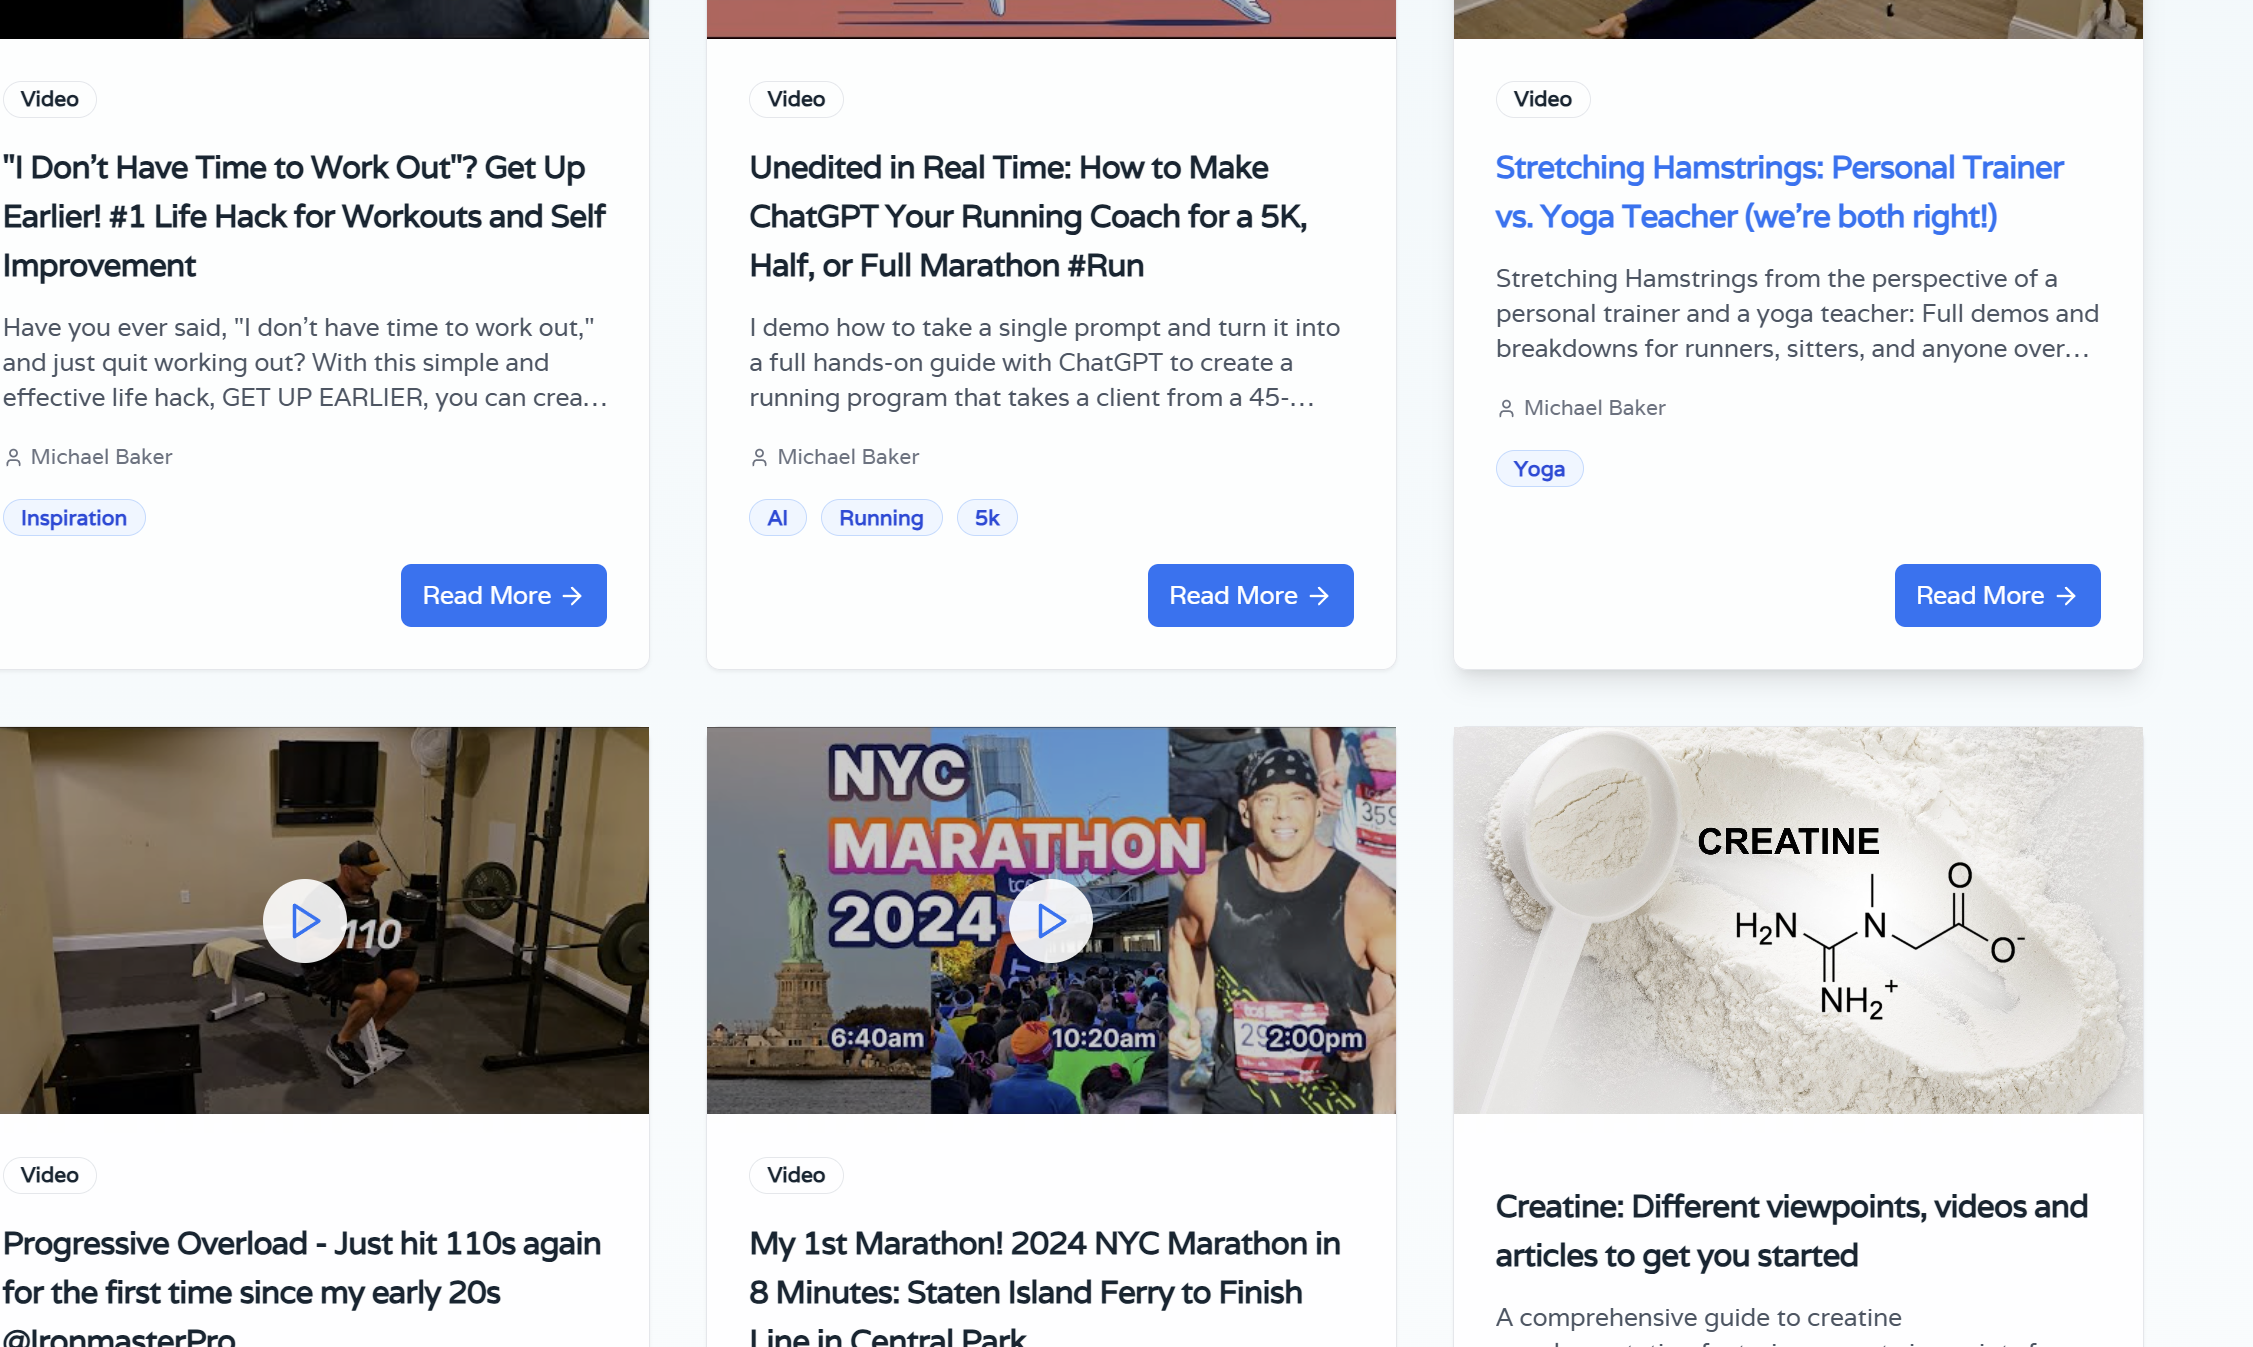 Video
"I Don't Have Time to Work Out"? Get Up
Earlier! #1 Life Hack for Workouts and Self
Improvement
Have you ever said, "I don't have time to work out,"
and just quit working out? With this simple and
effective life hack, GET UP EARLIER, you can crea…
Michael Baker
Inspiration
Read More →
Video
Unedited in Real Time: How to Make
ChatGPT Your Running Coach for a 5K,
Half, or Full Marathon #Run
I demo how to take a single prompt and turn it into
a full hands-on guide with ChatGPT to create a
running program that takes a client from a 45-…
Michael Baker
AI Running 5k
Read More →
Video
Stretching Hamstrings: Personal Trainer
vs. Yoga Teacher (we're both right!)
Stretching Hamstrings from the perspective of a
personal trainer and a yoga teacher: Full demos and
breakdowns for runners, sitters, and anyone over…
Michael Baker
Yoga
Read More →
110
Video
Progressive Overload - Just hit 110s again
for the first time since my early 20s
@IronmasterPro
NYC
MARATHON
2024
tcs
359
6:40am 10:20am 2:00pm
Video
My 1st Marathon! 2024 NYC Marathon in
8 Minutes: Staten Island Ferry to Finish
Line in Central Park
CREATINE
O
H₂N N O⁻
NH₂⁺
Creatine: Different viewpoints, videos and
articles to get you started
A comprehensive guide to creatine